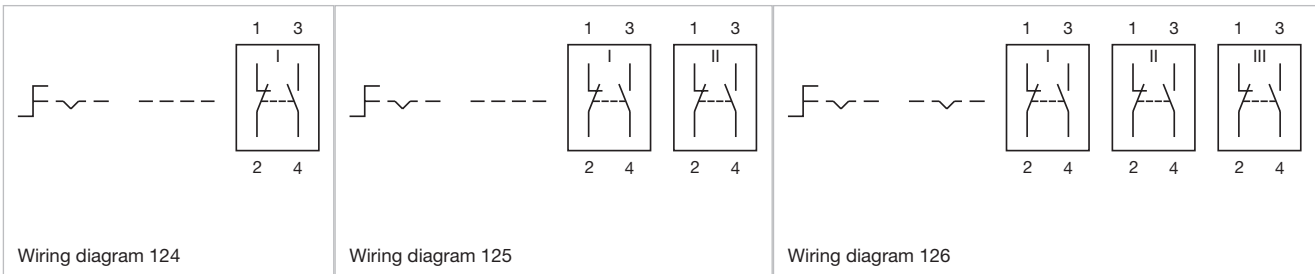 1 3
I
2 4
Wiring diagram 124
1 3
I
2 4
1 3
II
2 4
Wiring diagram 125
1 3
I
2 4
1 3
II
2 4
1 3
III
2 4
Wiring diagram 126